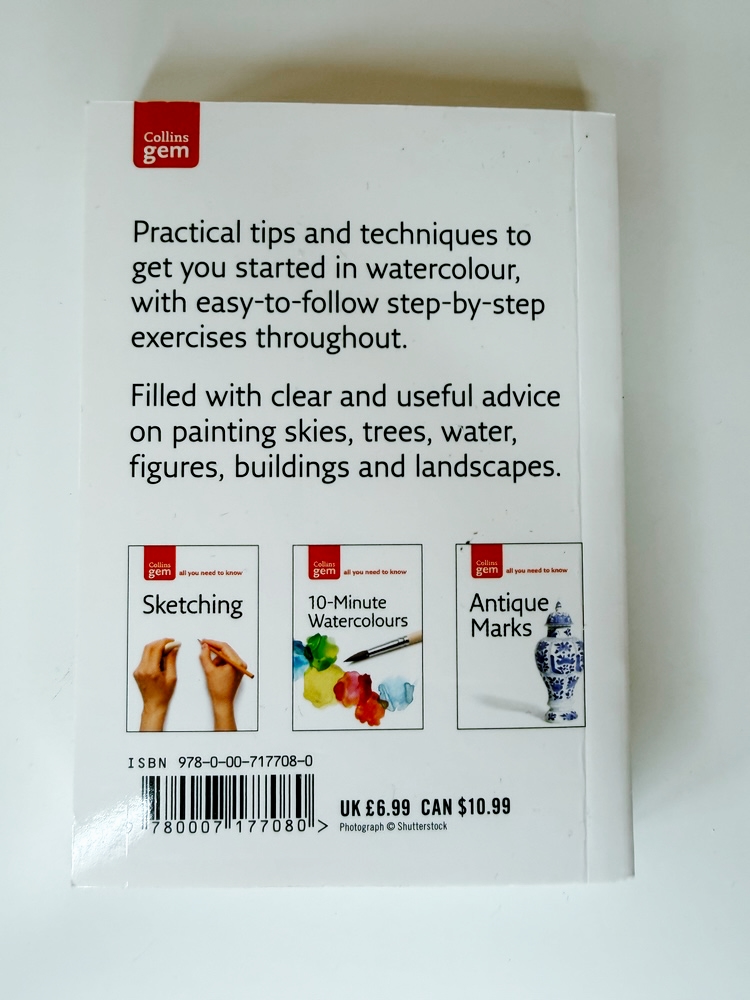 Collins
gem
Practical tips and techniques to
get you started in watercolour,
with easy-to-follow step-by-step
exercises throughout.
Filled with clear and useful advice
on painting skies, trees, water,
figures, buildings and landscapes.
Collins
gem all you need to know
Sketching
Collins
gem all you need to know
10-Minute
Watercolours
Collins
gem all you need to know
Antique
Marks
ISBN 978-0-00-717708-0
9 780007 177080 >
UK £6.99 CAN $10.99
Photograph © Shutterstock